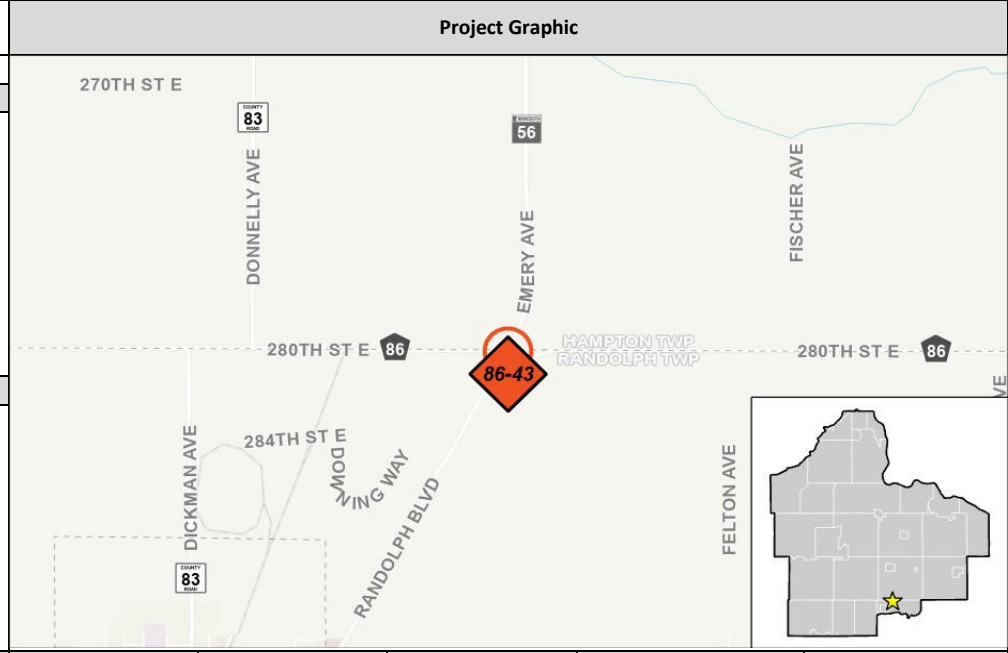 Project Graphic
270TH ST E
COUNTY
83
ROAD
MINNESOTA
56
DONNELLY AVE
EMERY AVE
FISCHER AVE
280TH ST E
86
HAMPTON TWP
RANDOLPH TWP
280TH ST E
86
86-43
VE
284TH ST E
DOWNING WAY
DICKMAN AVE
RANDOLPH BLVD
FELTON AVE
COUNTY
83
ROAD